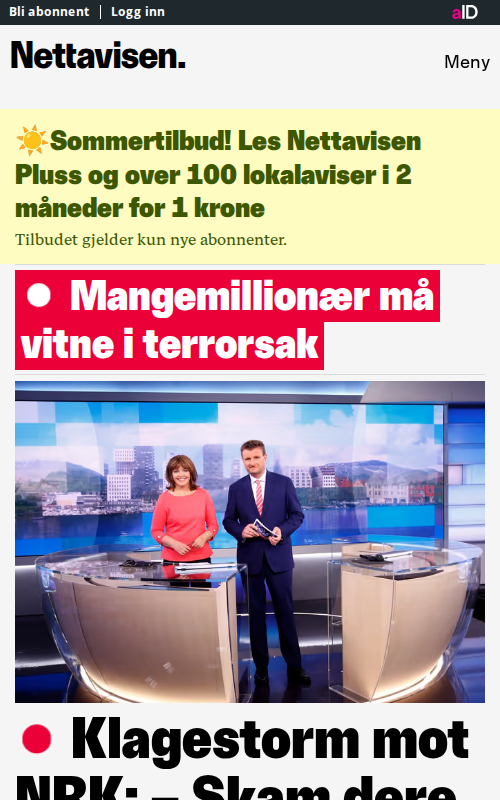 Bli abonnent | Logg inn
aID
Nettavisen.
Meny
☀️Sommertilbud! Les Nettavisen
Pluss og over 100 lokalaviser i 2
måneder for 1 krone
Tilbudet gjelder kun nye abonnenter.
Mangemillionær må
vitne i terrorsak
Klagestorm mot
NRK: – Skam dere